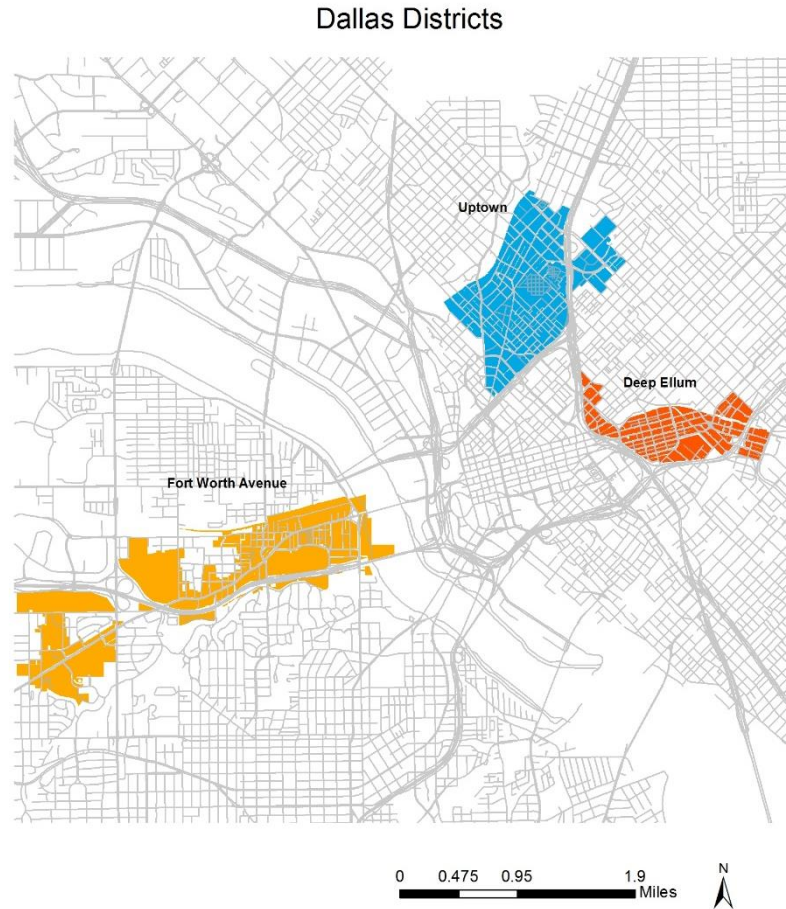 Dallas Districts
Uptown
Deep Ellum
Fort Worth Avenue
0 0.475 0.95 1.9
Miles
N